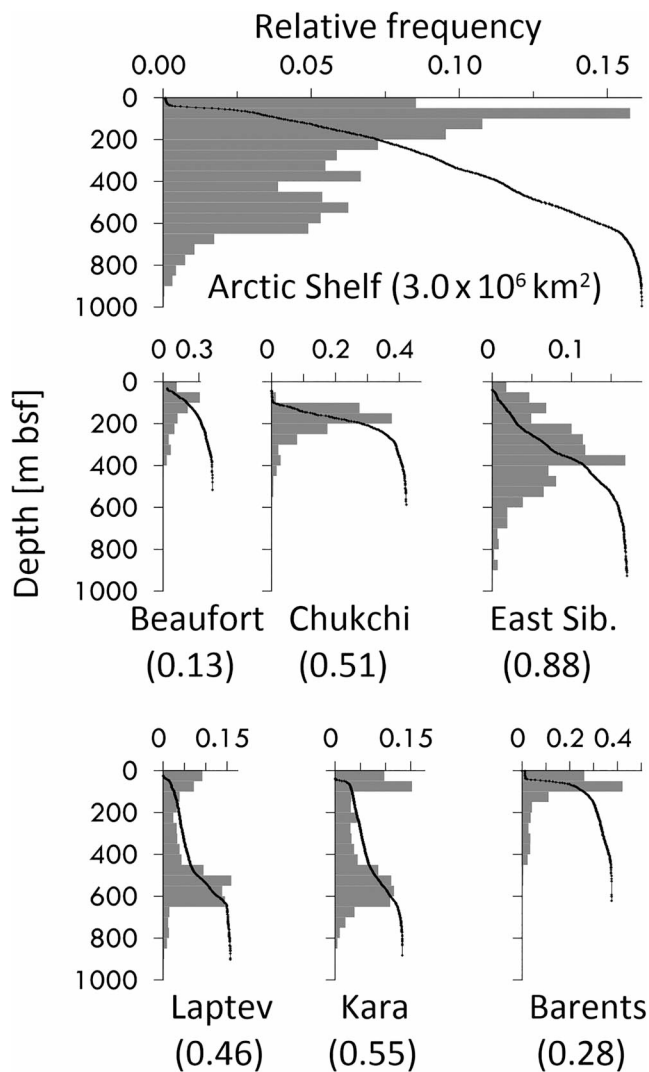 Relative frequency
0.00 0.05 0.10 0.15
0
200
400
600
800
1000
Arctic Shelf (3.0 x 10⁶ km²)
Depth [m bsf]
0 0.3
0 0.2 0.4
0 0.1
0
200
400
600
800
1000
Beaufort Chukchi East Sib.
(0.13) (0.51) (0.88)
0 0.15
0 0.15
0 0.2 0.4
0
200
400
600
800
1000
Laptev Kara Barents
(0.46) (0.55) (0.28)